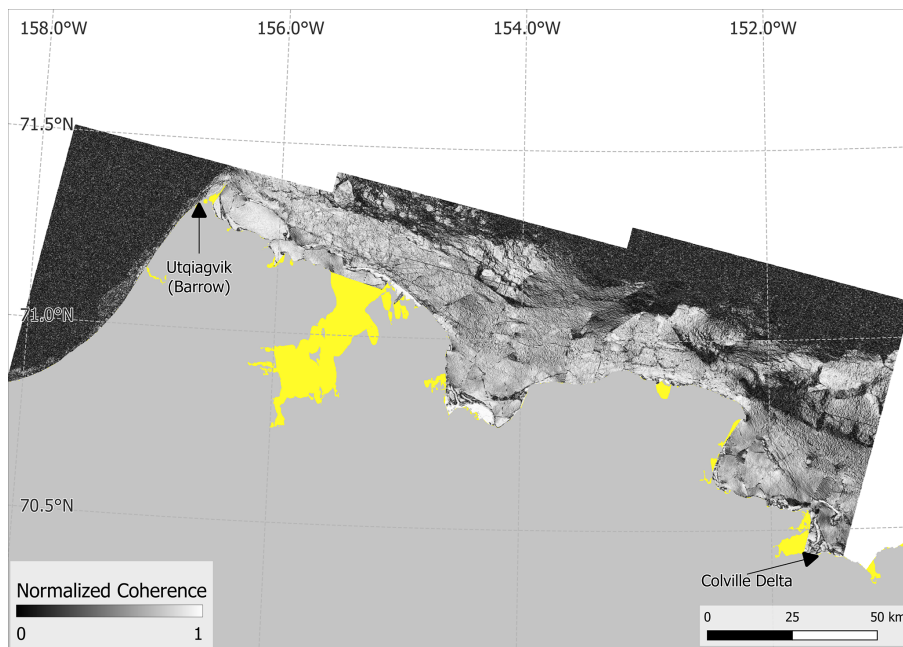 158.0°W 156.0°W 154.0°W 152.0°W
71.5°N
Utqiagvik
(Barrow)
71.0°N
70.5°N
Colville Delta
Normalized Coherence
0 1
0 25 50 km